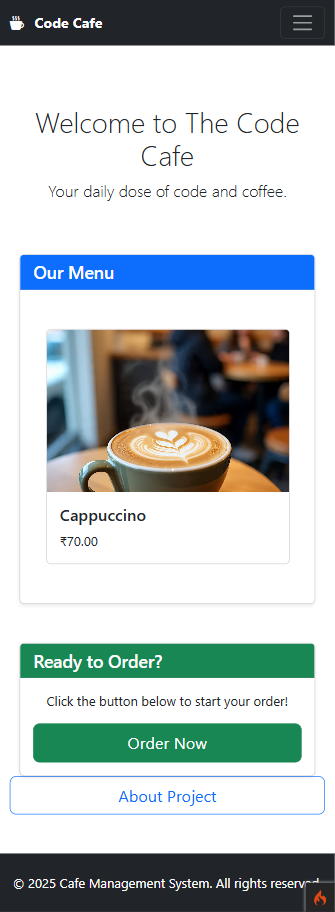 Code Cafe
Welcome to The Code
Cafe
Your daily dose of code and coffee.
Our Menu
Cappuccino
₹70.00
Ready to Order?
Click the button below to start your order!
Order Now
About Project
© 2025 Cafe Management System. All rights reserved